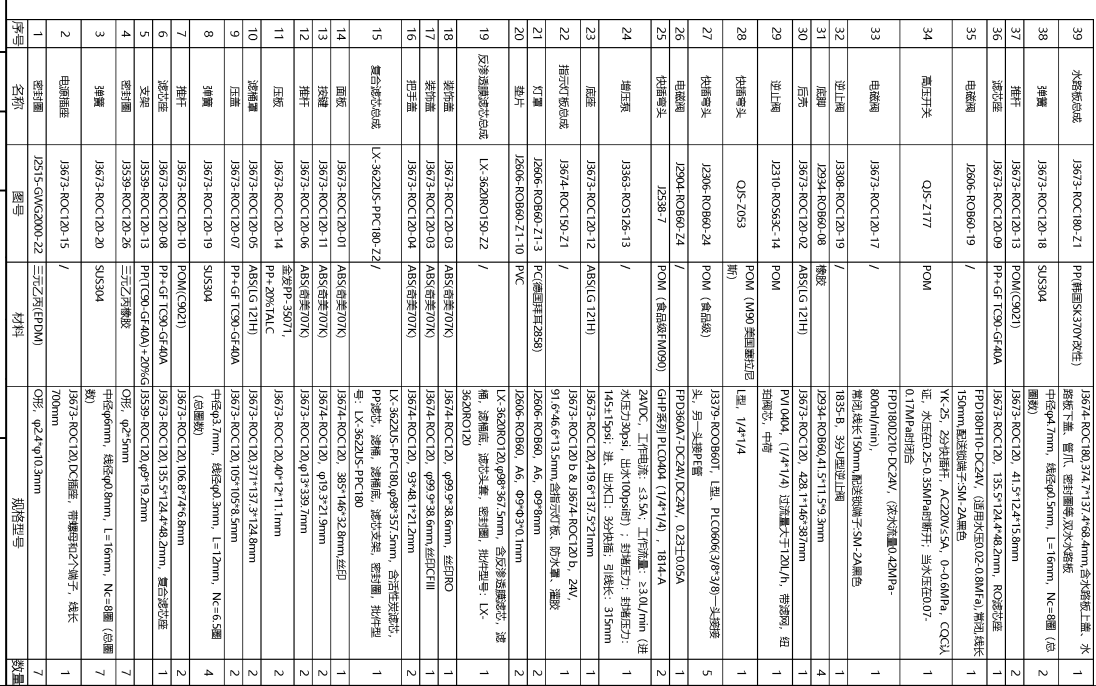 39 水路板总成 J3673-ROC180-Z1 PP(韩国SK370Y改性) J3674-ROC180,374.7*137.4*68.4mm,含水路板上盖、水
路板下盖、管爪、密封圈等,双水水路板 1
38 弹簧 J3673-ROC120-18 SUS304 中径φ4.7mm，线径φ0.5mm，L=16mm，Nc=8圈（总
圈数） 2
37 推杆 J3673-ROC120-13 POM(C9021) J3674-ROC120，41.5*12.4*15.8mm 2
36 滤芯座 J3673-ROC120-09 PP+GF TC90-GF40A J3673-ROC120，135.5*124.4*48.2mm，RO滤芯座 1
35 电磁阀 J2606-ROB60-19 / FPD180H10-DC24V，(适用水压0.02-0.8MFa),常闭,线长
150mm,配送锁端子:SM-2A黑色 1
34 高压开关 QJS-Z177 POM YK-25，2分快插杆，AC220V≤5A，0~0.6MPa，CQC认
证，水压在0.25-0.35MPa时断开；当水压在0.07-
0.17MPa时闭合 1
33 电磁阀 J3673-ROC120-17 / FPD180D210-DC24V，（浓水流量0.42MPa-
800ml/min)，
常闭,线长150mm,配送锁端子:SM-2A黑色 1
32 逆止阀 J3308-ROC120-19 / 1835-B，3分U型逆止阀 1
31 底脚 J2934-ROB60-08 橡胶 J2934-ROB60,41.5*11.5*9.3mm 4
30 后壳 J3673-ROC120-02 ABS(LG 121H) J3673-ROC120，428.1*146*387mm 1
29 逆止阀 J2310-ROS63C-14 POM PV10404，(1/4*1/4) 过流量大于120L/h，带滤网，纽
珀阀芯，中荷 1
28 快插弯头 QJS-Z053 POM（M90 美国塞拉尼
斯） L型，1/4*1/4 1
27 快插弯头 J2306-ROB60-24 POM（食品级） J3379-ROOB60T，L型，PLC0606(3/8*3/8)一头接接
头，另一头接PE管 5
26 电磁阀 J2904-ROB60-Z4 / FPD360A7-DC24V,DC24V，0.23±0.05A 1
25 快插弯头 J2538-7 POM（食品级FM090) GHP系列 PLC0404（1/4*1/4)，1814-A 2
24 增压泵 J3363-ROS126-13 / 24VDC，工作电流：≤3.5A；工作流量：≥3.0L/min（进
水压力30psi，出水100psi时）；封堵压力：封堵压力：
145±15psi；进、出水口：3分快插；引线长：315mm 1
23 底座 J3673-ROC120-12 ABS(LG 121H) J3673-ROC120,419.6*137.5*21mm 1
22 指示灯板总成 J3674-ROC150-Z1 / J3673-ROC120 b & J3674-ROC120 b，24V，
91.6*46.6*13.5mm,含指示灯板、防水罩、灌胶 1
21 灯罩 J2606-ROB60-Z1-3 PC(德国拜耳2858) J2606-ROB60，A6，Φ9*8mm 2
20 垫片 J2606-ROB60-Z1-10 PVC J2606-ROB60，A6，Φ9*Φ3*0.1mm 2
19 反渗透膜滤芯总成 LX-3620RO150-Z2 / LX-3620RO120,φ98*367.5mm，含反渗透膜滤芯，滤
桶，滤桶底，滤芯头套，密封圈，批件型号：LX-
3620RO120 1
18 装饰盖 J3673-ROC120-03 ABS(奇美707K) J3674-ROC120，φ99.9*38.6mm，丝印RO 1
17 装饰盖 J3673-ROC120-03 ABS(奇美707K) J3674-ROC120，φ99.9*38.6mm,丝印CFIII 1
16 把手盖 J3673-ROC120-04 ABS(奇美707K) J3673-ROC120，93*48.1*21.2mm 2
15 复合滤芯总成 LX-3622US-PPC180-Z2 / LX-3622US-PPC180,φ98*357.5mm，含活性炭滤芯，
PP滤芯，滤桶，滤桶底，滤芯支架，密封圈，批件型
号：LX-3622US-PPC180 1
14 面板 J3673-ROC120-01 ABS(奇美707K) J3674-ROC120，385*146*32.8mm,丝印 1
13 按键 J3673-ROC120-11 ABS(奇美707K) J3674-ROC120，φ19.3*21.9mm 2
12 推杆 J3673-ROC120-06 ABS(奇美707K) J3673-ROC120,φ13*339.7mm 1
11 压板 J3673-ROC120-14 金发PP-35071,
PP+20%TALC J3673-ROC120,40*12*11.1mm 2
10 滤桶罩 J3673-ROC120-05 ABS(LG 121H) J3673-ROC120,371*137.3*124.8mm 2
9 压盖 J3673-ROC120-07 PP+GF TC90-GF40A J3673-ROC120,105*105*8.5mm 2
8 弹簧 J3673-ROC120-19 SUS304 中径φ3.7mm，线径φ0.3mm，L=12mm，Nc=6.5圈
（总圈数） 4
7 推杆 J3673-ROC120-10 POM(C9021) J3673-ROC120,106.8*74*6.8mm 2
6 滤芯座 J3673-ROC120-08 PP+GF TC90-GF40A J3673-ROC120,135.5*124.4*48.2mm，复合滤芯座 1
5 支架 J3539-ROC120-13 PP(TC90-GF40A)+20%G J3539-ROC120,φ9*19.2mm 2
4 密封圈 J3539-ROC120-26 三元乙丙橡胶 O形，φ2*5mm 7
3 弹簧 J3673-ROC120-20 SUS304 中径φ6mm，线径φ0.8mm，L=16mm，Nc=8圈（总圈
数） 7
2 电源插座 J3673-ROC120-15 / J3673-ROC120,DC插座，带螺母和2个端子，线长
700mm 1
1 密封圈 J2515-GWG2000-22 三元乙丙(EPDM) O形，φ2.4*φ10.3mm 7
序号 名称 图号 材料 规格型号 数量